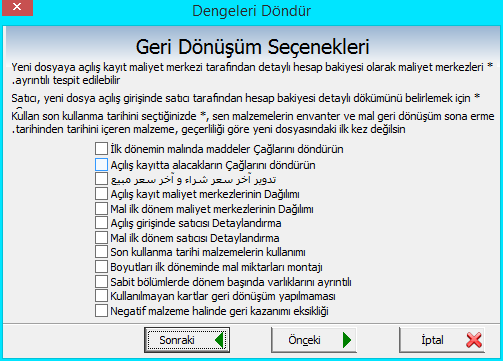 Dengeleri Döndür
Geri Dönüşüm Seçenekleri
Yeni dosyaya açılış kayıt maliyet merkezi tarafından detaylı hesap bakiyesi olarak maliyet merkezleri *
.ayrıntılı tespit edilebilir
Satıcı, yeni dosya açılış girişinde satıcı tarafından hesap bakiyesi detaylı dökümünü belirlemek için *
Kullan son kullanma tarihini seçtiğinizde *, sen malzemelerin envanter ve mal geri dönüşüm sona erme
.tarihinden tarihini içeren malzeme, geçerliliği göre yeni dosyasındaki ilk kez değilsin
İlk dönemin malında maddeler Çağlarını döndürün
Açılış kayıtta alacakların Çağlarını döndürün
تدوير آخر سعر شراء و آخر سعر مبيع
Açılış kayıt maliyet merkezlerinin Dağılımı
Mal ilk dönem maliyet merkezlerinin Dağılımı
Açılış girişinde satıcısı Detaylandırma
Mal ilk dönem satıcısı Detaylandırma
Son kullanma tarihi malzemelerin kullanımı
Boyutları ilk döneminde mal miktarları montajı
Sabit bölümlerde dönem başında varlıklarını ayrıntılı
Kullanılmayan kartlar geri dönüşüm yapılmaması
Negatif malzeme halinde geri kazanımı eksikliği
Sonraki
Önceki
İptal